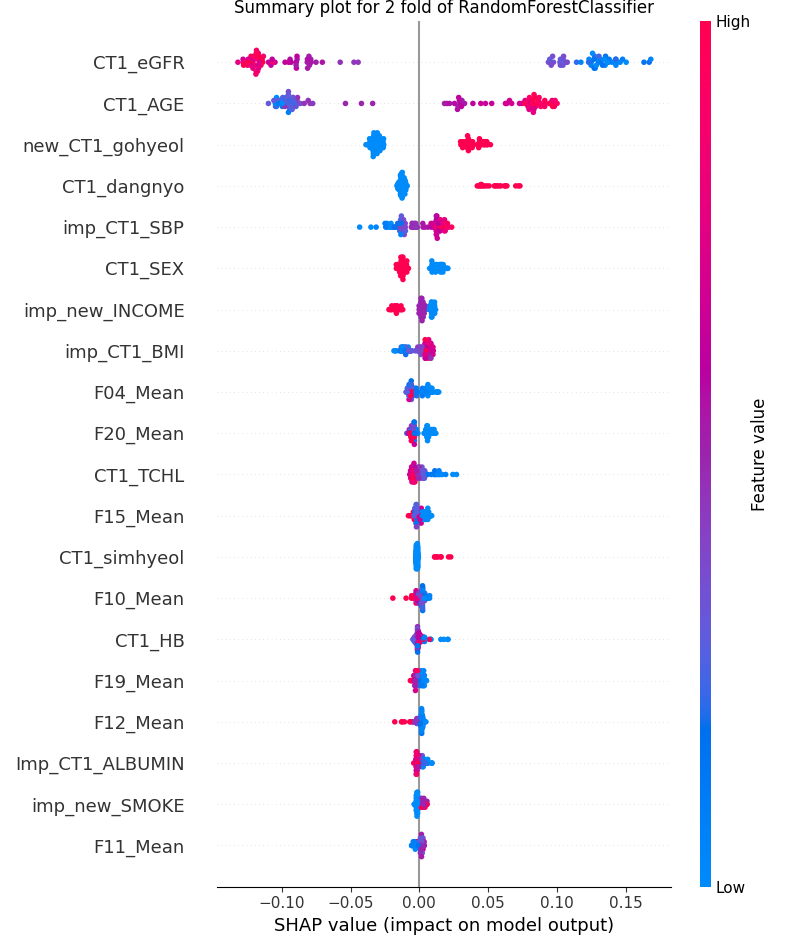 Summary plot for 2 fold of RandomForestClassifier
High
CT1_eGFR
CT1_AGE
new_CT1_gohyeol
CT1_dangnyo
imp_CT1_SBP
CT1_SEX
imp_new_INCOME
imp_CT1_BMI
F04_Mean
F20_Mean
CT1_TCHL
F15_Mean
CT1_simhyeol
F10_Mean
CT1_HB
F19_Mean
F12_Mean
Imp_CT1_ALBUMIN
imp_new_SMOKE
F11_Mean
Feature value
Low
−0.10 −0.05 0.00 0.05 0.10 0.15
SHAP value (impact on model output)